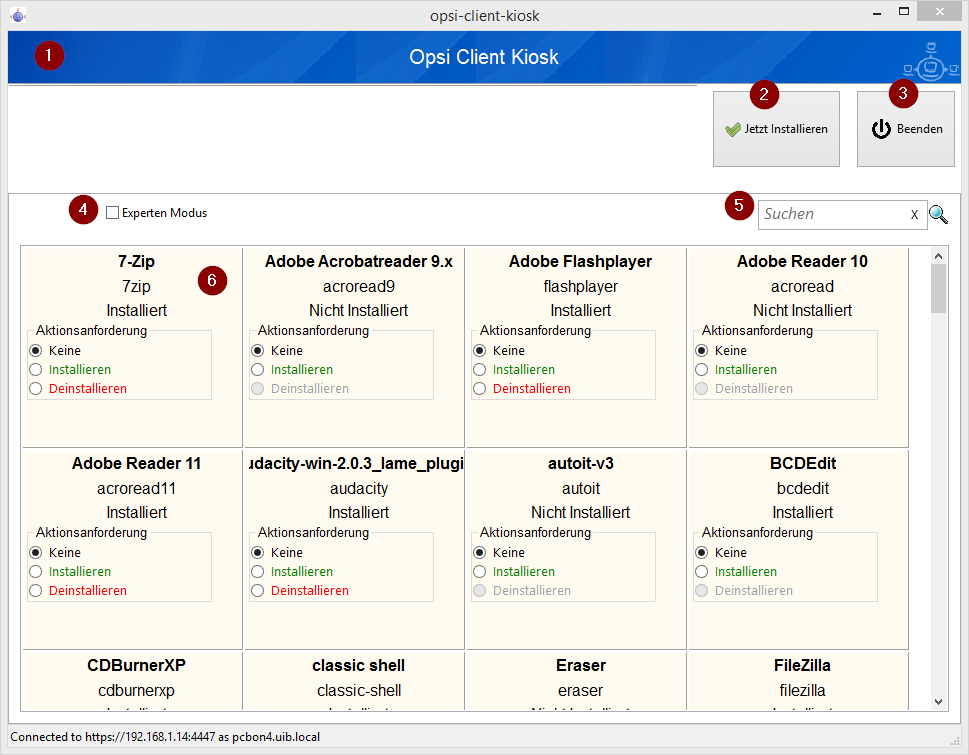 opsi-client-kiosk
1
Opsi Client Kiosk
2
3
Jetzt Installieren
Beenden
4
Experten Modus
5
Suchen
X
7-Zip
Adobe Acrobatreader 9.x
Adobe Flashplayer
Adobe Reader 10
7zip
6
acroread9
flashplayer
acroread
Installiert
Nicht Installiert
Installiert
Nicht Installiert
Aktionsanforderung
Aktionsanforderung
Aktionsanforderung
Aktionsanforderung
Keine
Keine
Keine
Keine
Installieren
Installieren
Installieren
Installieren
Deinstallieren
Deinstallieren
Deinstallieren
Deinstallieren
Adobe Reader 11
udacity-win-2.0.3_lame_plugi
autoit-v3
BCDEdit
acroread11
audacity
autoit
bcdedit
Installiert
Installiert
Nicht Installiert
Installiert
Aktionsanforderung
Aktionsanforderung
Aktionsanforderung
Aktionsanforderung
Keine
Keine
Keine
Keine
Installieren
Installieren
Installieren
Installieren
Deinstallieren
Deinstallieren
Deinstallieren
Deinstallieren
CDBurnerXP
classic shell
Eraser
FileZilla
cdburnerxp
classic-shell
eraser
filezilla
Connected to https://192.168.1.14:4447 as pcbon4.uib.local